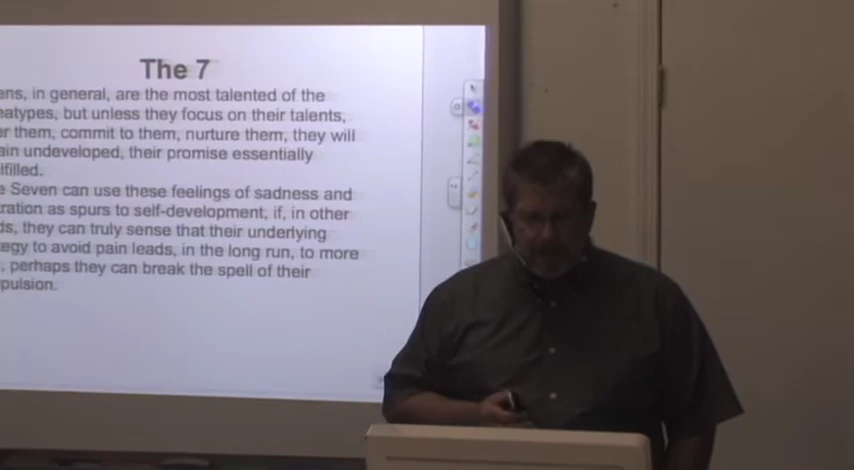 The 7
ens, in general, are the most talented of the
atypes, but unless they focus on their talents,
er them, commit to them, nurture them, they will
ain undeveloped, their promise essentially
lfilled.
e Seven can use these feelings of sadness and
ration as spurs to self-development, if, in other
ds, they can truly sense that their underlying
egy to avoid pain leads, in the long run, to more
, perhaps they can break the spell of their
pulsion.